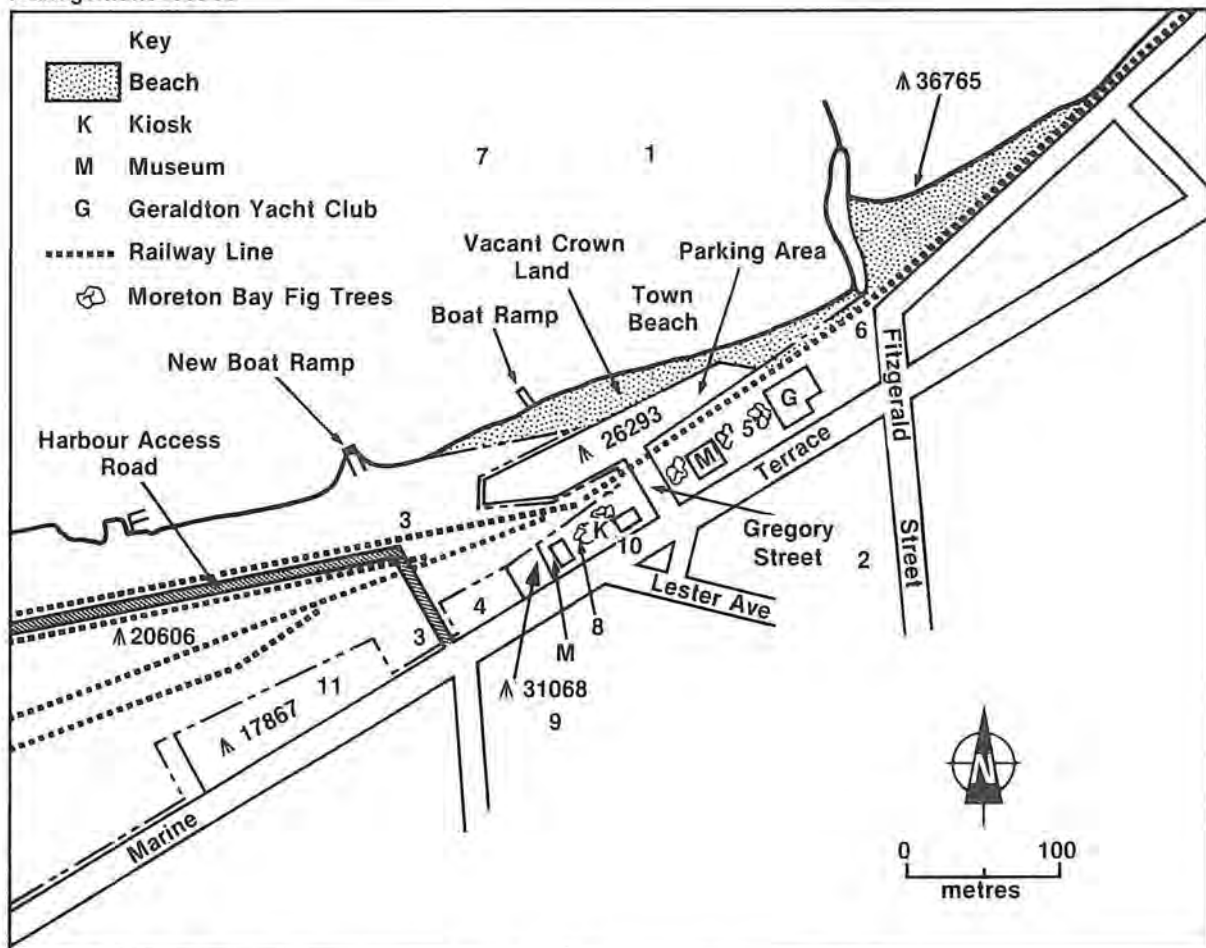 Key
Beach
K Kiosk
M Museum
G Geraldton Yacht Club
Railway Line
Moreton Bay Fig Trees
36765
7
1
Vacant Crown
Land
Parking Area
Town
Beach
Boat Ramp
New Boat Ramp
Harbour Access
Road
6
Fitzgerald
Street
G
5
M
26293
Terrace
Gregory
Street
2
K
10
Lester Ave
3
4
8
M
20606
3
31068
9
11
17867
Marine
N
0 100
metres